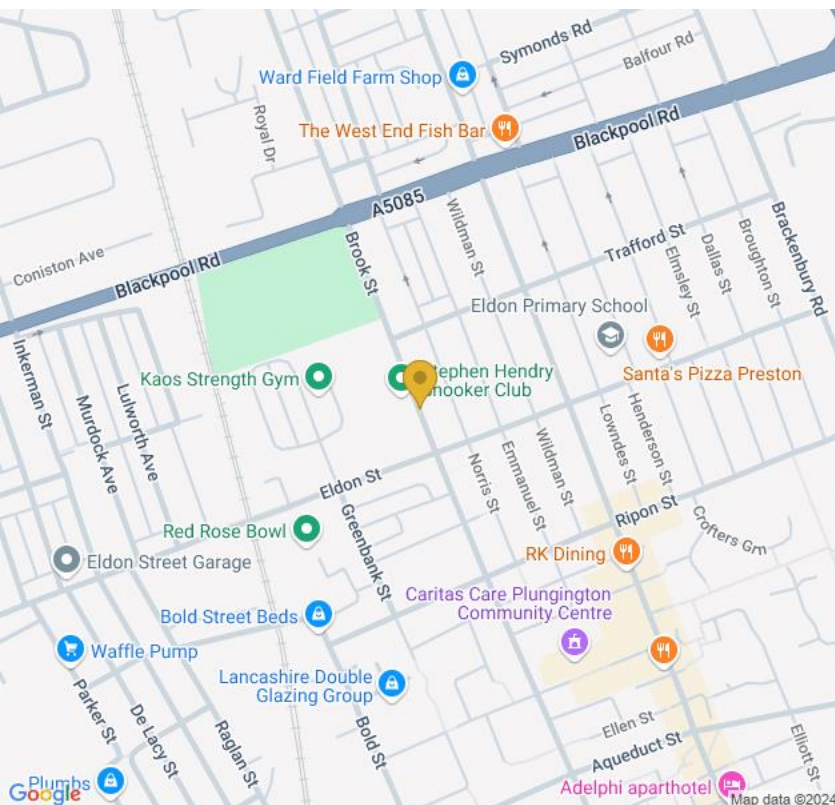 Symonds Rd
Balfour Rd
Ward Field Farm Shop
The West End Fish Bar
Blackpool Rd
Royal Dr
A5085
Wildman St
Brackenbury Rd
Coniston Ave
Blackpool Rd
Brook St
Trafford St
Elmsley St
Dallas St
Broughton St
Eldon Primary School
Inkerman St
Kaos Strength Gym
Stephen Hendry
Snooker Club
Santa's Pizza Preston
Lulworth Ave
Murdock Ave
Lowndes St
Henderson St
Wildman St
Emmanuel St
Norris St
Eldon St
Ripon St
Crofters Grn
Greenbank St
Red Rose Bowl
RK Dining
Eldon Street Garage
Caritas Care Plungington
Community Centre
Bold Street Beds
Waffle Pump
Lancashire Double
Glazing Group
Parker St
De Lacy St
Raglan St
Bold St
Ellen St
Aqueduct St
Elliott St
Plumbs
Google
Adelphi aparthotel
Map data ©2024